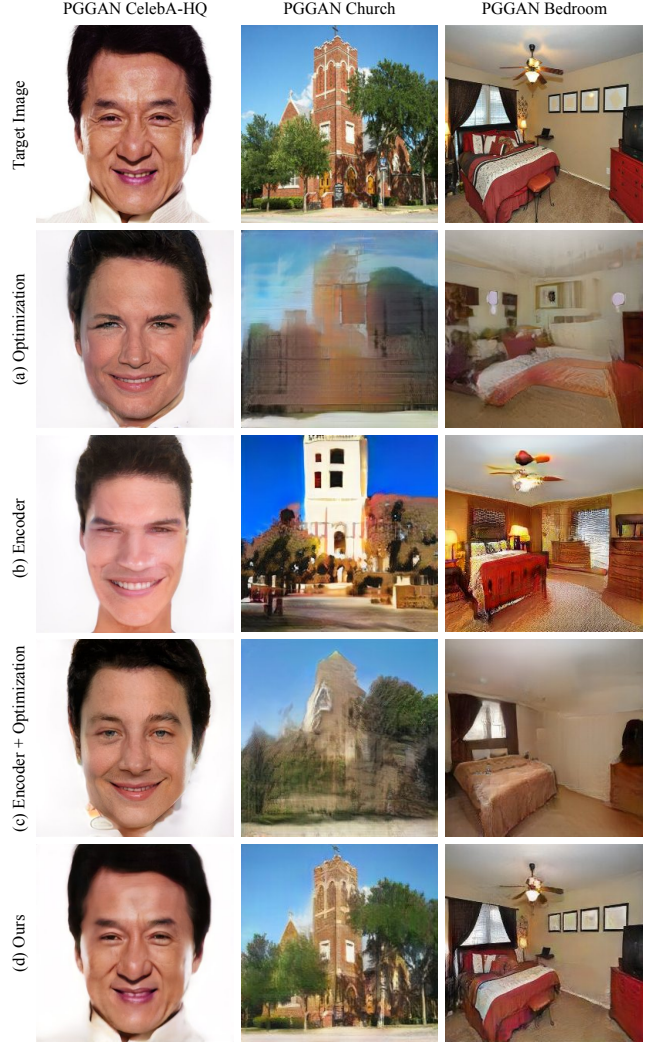 PGGAN CelebA-HQ
PGGAN Church
PGGAN Bedroom
Target Image
(a) Optimization
(b) Encoder
(c) Encoder + Optimization
(d) Ours